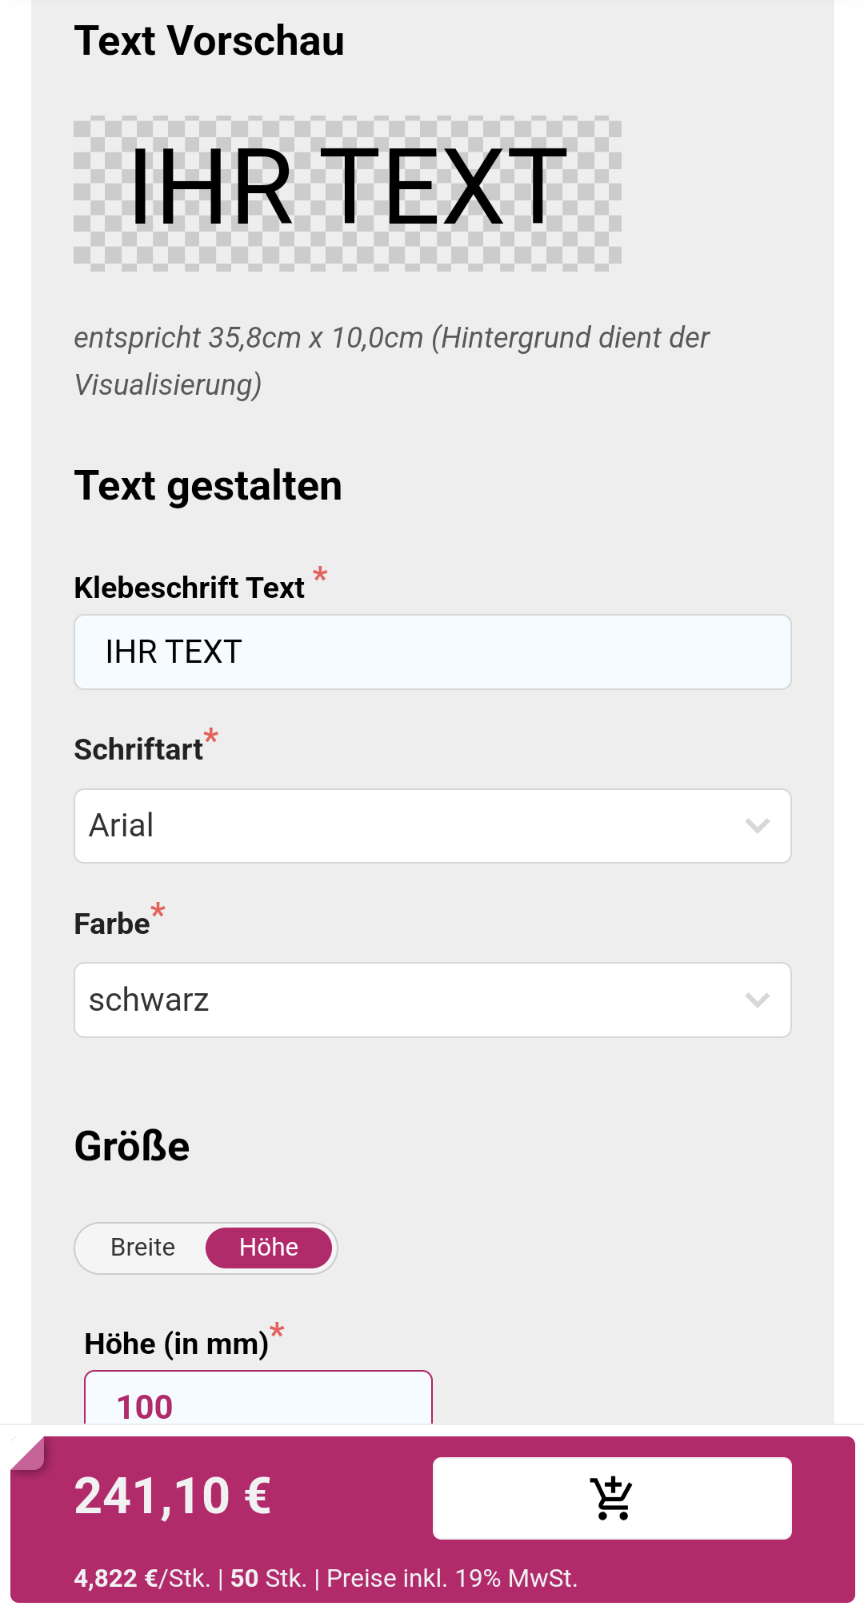 Text Vorschau
IHR TEXT
entspricht 35,8cm x 10,0cm (Hintergrund dient der
Visualisierung)
Text gestalten
Klebeschrift Text *
IHR TEXT
Schriftart*
Arial
Farbe*
schwarz
Größe
Breite Höhe
Höhe (in mm)*
100
241,10 €
4,822 €/Stk. | 50 Stk. | Preise inkl. 19% MwSt.